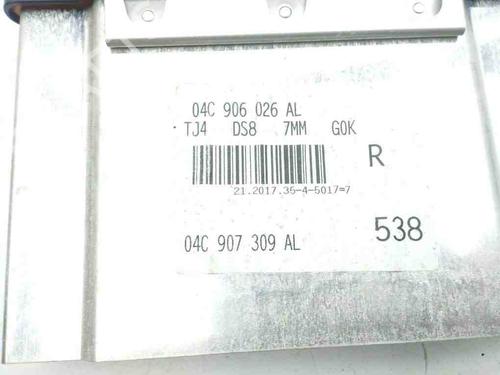 04C 906 026 AL
TJ4 DS8 7MM G0K
R
21.2017.35-4-5017=7
04C 907 309 AL
538